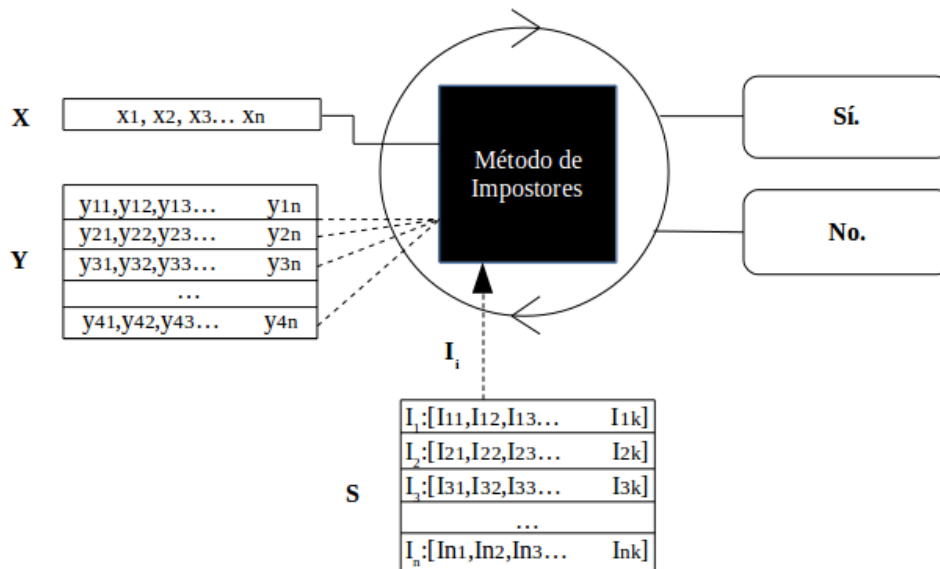 X
x1, x2, x3... xn
Y
y11,y12,y13... y1n
y21,y22,y23... y2n
y31,y32,y33... y3n
...
y41,y42,y43... y4n
Método de
Impostores
Sí.
No.
Ii
S
I1:[I11,I12,I13... I1k]
I2:[I21,I22,I23... I2k]
I3:[I31,I32,I33... I3k]
...
In:[In1,In2,In3... Ink]